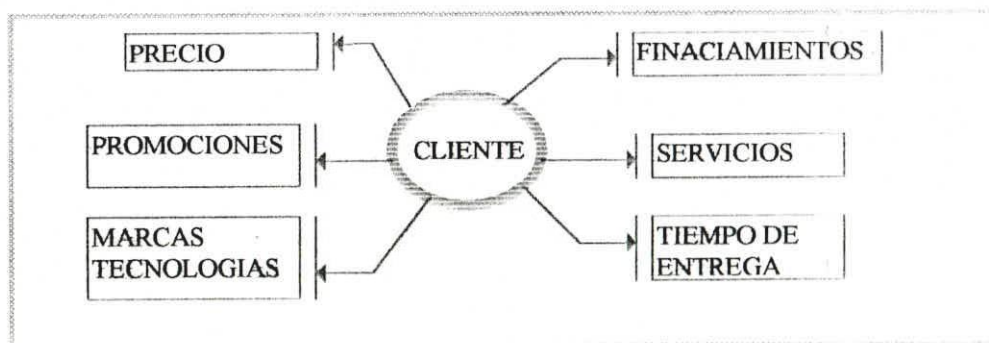 PRECIO
FINACIAMIENTOS
PROMOCIONES
CLIENTE
SERVICIOS
MARCAS
TECNOLOGIAS
TIEMPO DE
ENTREGA